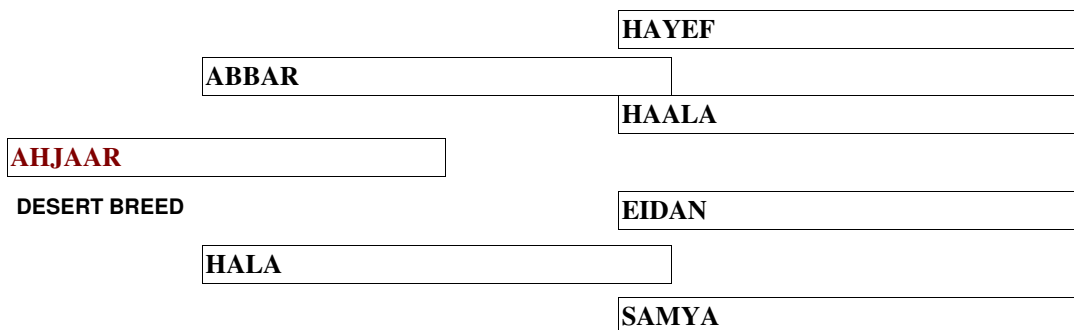 HAYEF
ABBAR
HAALA
AHJAAR
DESERT BREED
EIDAN
HALA
SAMYA